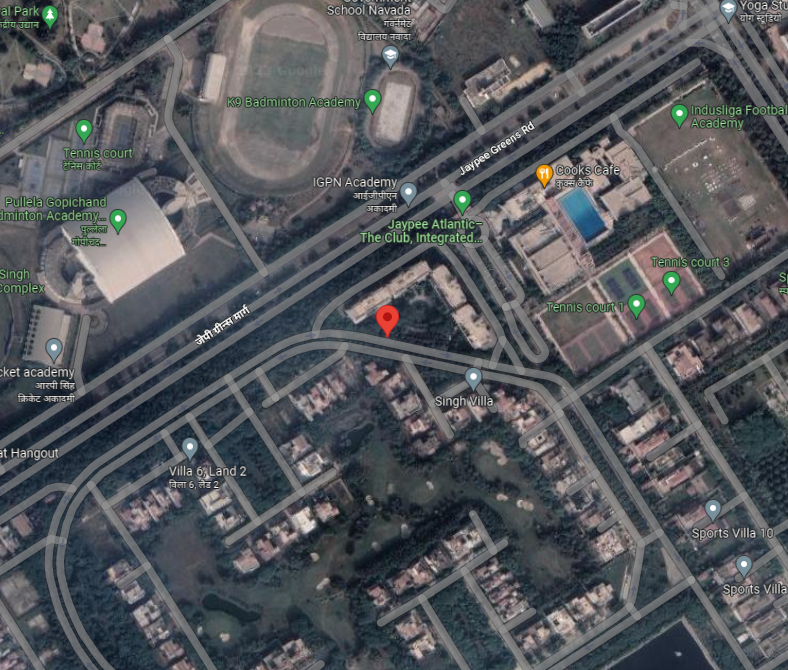 Government
School Navada
गवर्नमेंट
विद्यालय नवादा
Yoga Stu
योग स्टूडियो
al Park
K9 Badminton Academy
Indusliga Football
Academy
Tennis court
टेनिस कोर्ट
Jaypee Greens Rd
Cooks Cafe
कुक्स कैफे
IGPN Academy
आईजीपीएन
अकादमी
Pullela Gopichand
dminton Academy...
पुल्लेला
गोपीचंद...
Jaypee Atlantic–
The Club, Integrated...
Singh
Complex
Tennis court 3
Tennis court 1
जेपी ग्रीन्स मार्ग
cket academy
आरपी सिंह
क्रिकेट अकादमी
Singh Villa
at Hangout
Villa 6, Land 2
विला 6, लैंड 2
Sports Villa 10
Sports Villa